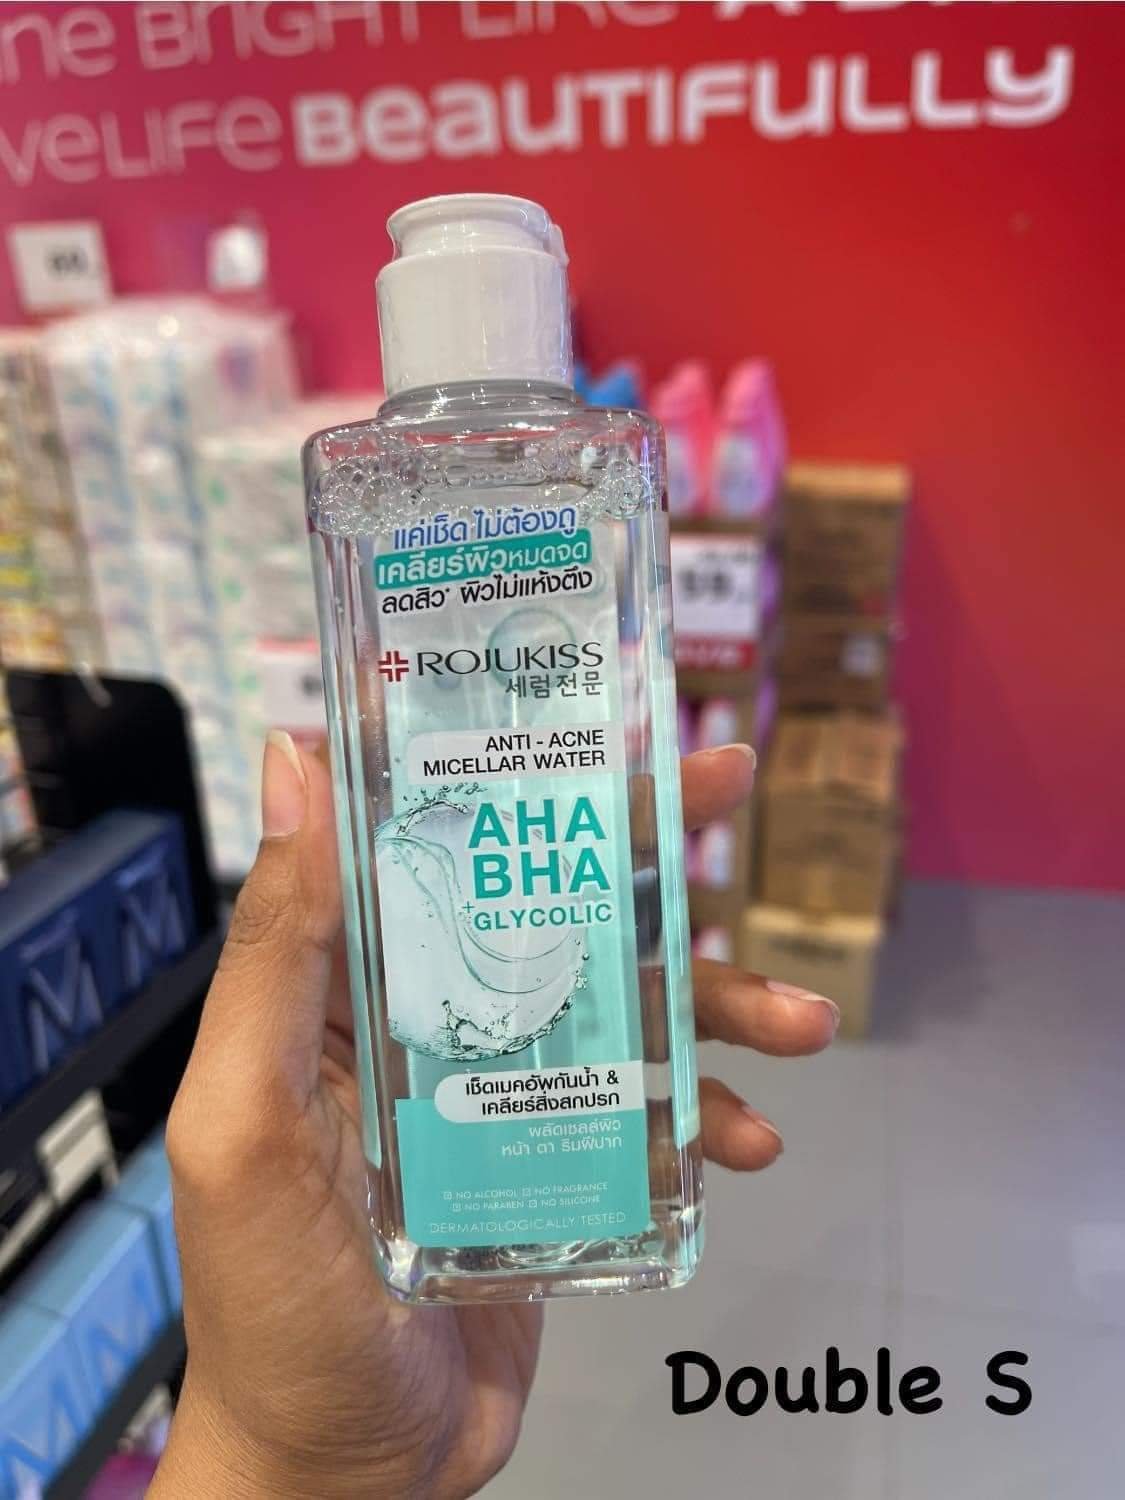 BEAUTIFULLY
แค่เช็ด ไม่ต้องถู
เคลียร์ผิวหมดจด
ลดสิว* ผิวไม่แห้งตึง
ROJUKISS
세럼전문
ANTI - ACNE
MICELLAR WATER
AHA
BHA
+ GLYCOLIC
เช็ดเมคอัพกันน้ำ &
เคลียร์สิ่งสกปรก
ผลัดเซลล์ผิว
หน้า ตา ริมฝีปาก
NO ALCOHOL NO FRAGRANCE
NO PARABEN NO SILICONE
DERMATOLOGICALLY TESTED
Double S